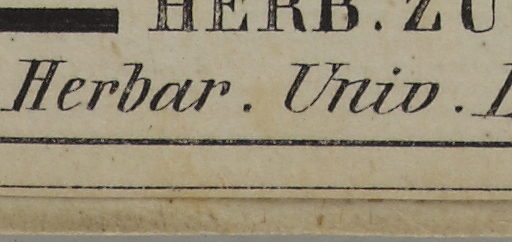 HERB. ZU
Herbar. Univ.